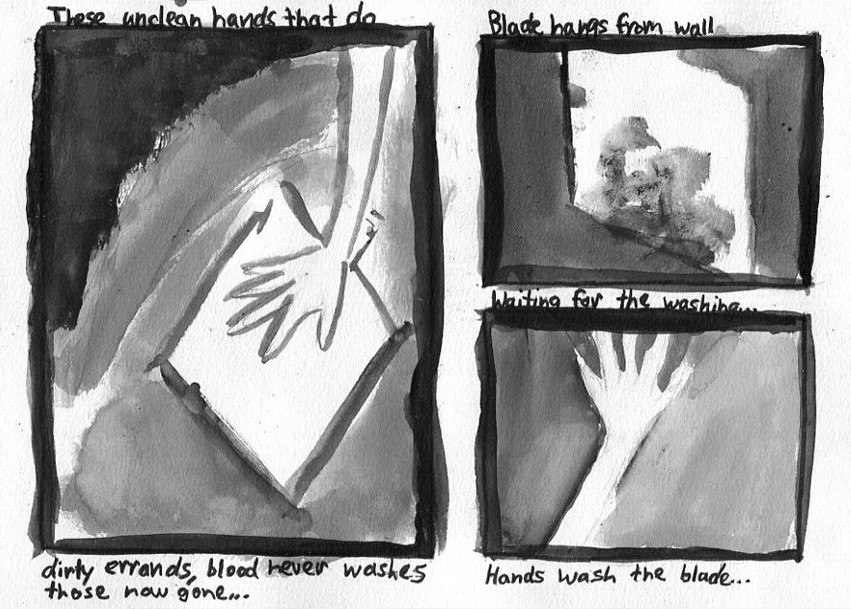 These unclean hands that do
dirty errands, blood never washes
those now gone...
Blade hangs from wall
Waiting for the washing...
Hands wash the blade...